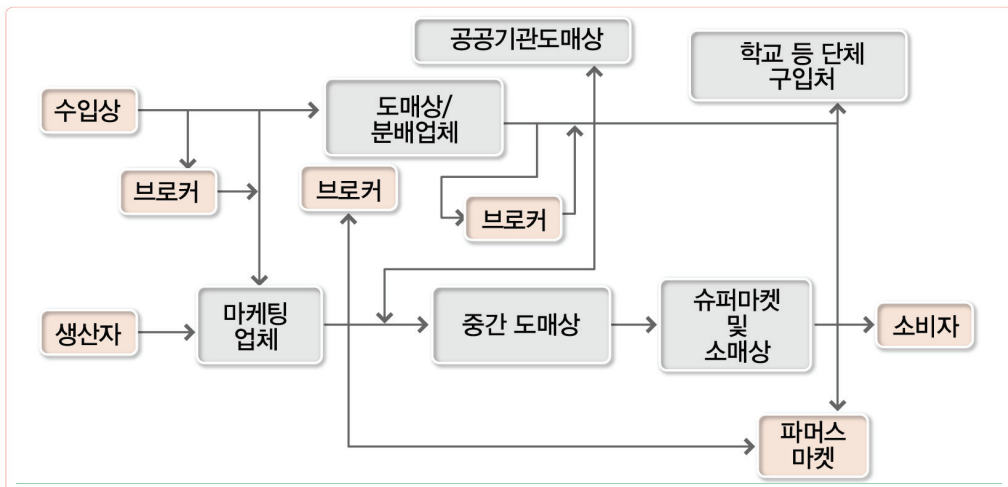 공공기관도매상
학교 등 단체
구입처
수입상
도매상/
분배업체
브로커
브로커
브로커
생산자
마케팅
업체
중간 도매상
슈퍼마켓
및
소매상
소비자
파머스
마켓